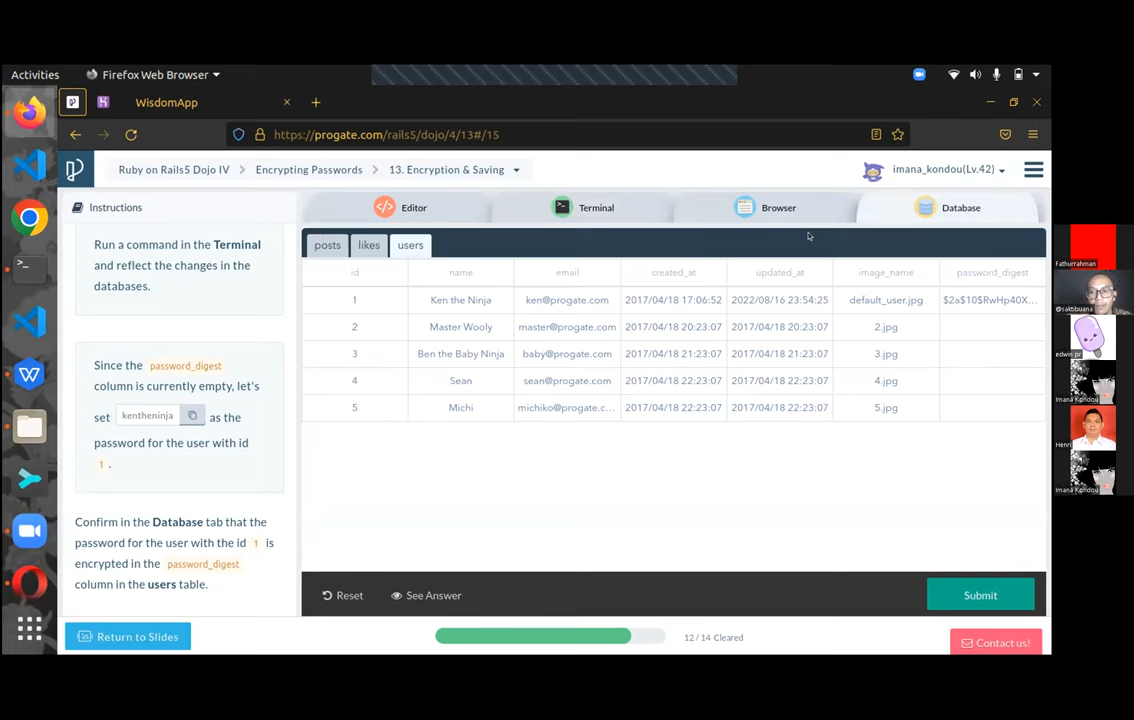 Activities
Firefox Web Browser
WisdomApp
https://progate.com/rails5/dojo/4/13#/15
Ruby on Rails5 Dojo IV
Encrypting Passwords
13. Encryption & Saving
imana_kondou(Lv.42)
Instructions
Editor
Terminal
Browser
Database
Run a command in the Terminal
and reflect the changes in the
databases.
Since the password_digest
column is currently empty, let's
set kentheninja as the
password for the user with id
1 .
Confirm in the Database tab that the
password for the user with the id 1 is
encrypted in the password_digest
column in the users table.
posts likes users
id name email created_at updated_at image_name password_digest
1 Ken the Ninja ken@progate.com 2017/04/18 17:06:52 2022/08/16 23:54:25 default_user.jpg $2a$10$RwHp40X...
2 Master Wooly master@progate.com 2017/04/18 20:23:07 2017/04/18 20:23:07 2.jpg
3 Ben the Baby Ninja baby@progate.com 2017/04/18 21:23:07 2017/04/18 21:23:07 3.jpg
4 Sean sean@progate.com 2017/04/18 22:23:07 2017/04/18 22:23:07 4.jpg
5 Michi michiko@progate.c... 2017/04/18 22:23:07 2017/04/18 22:23:07 5.jpg
Reset
See Answer
Submit
Return to Slides
12 / 14 Cleared
Contact us!
Fathurrahman
@saktibuana
edwin pr
Imana Kondou
Henri
Imana Kondou